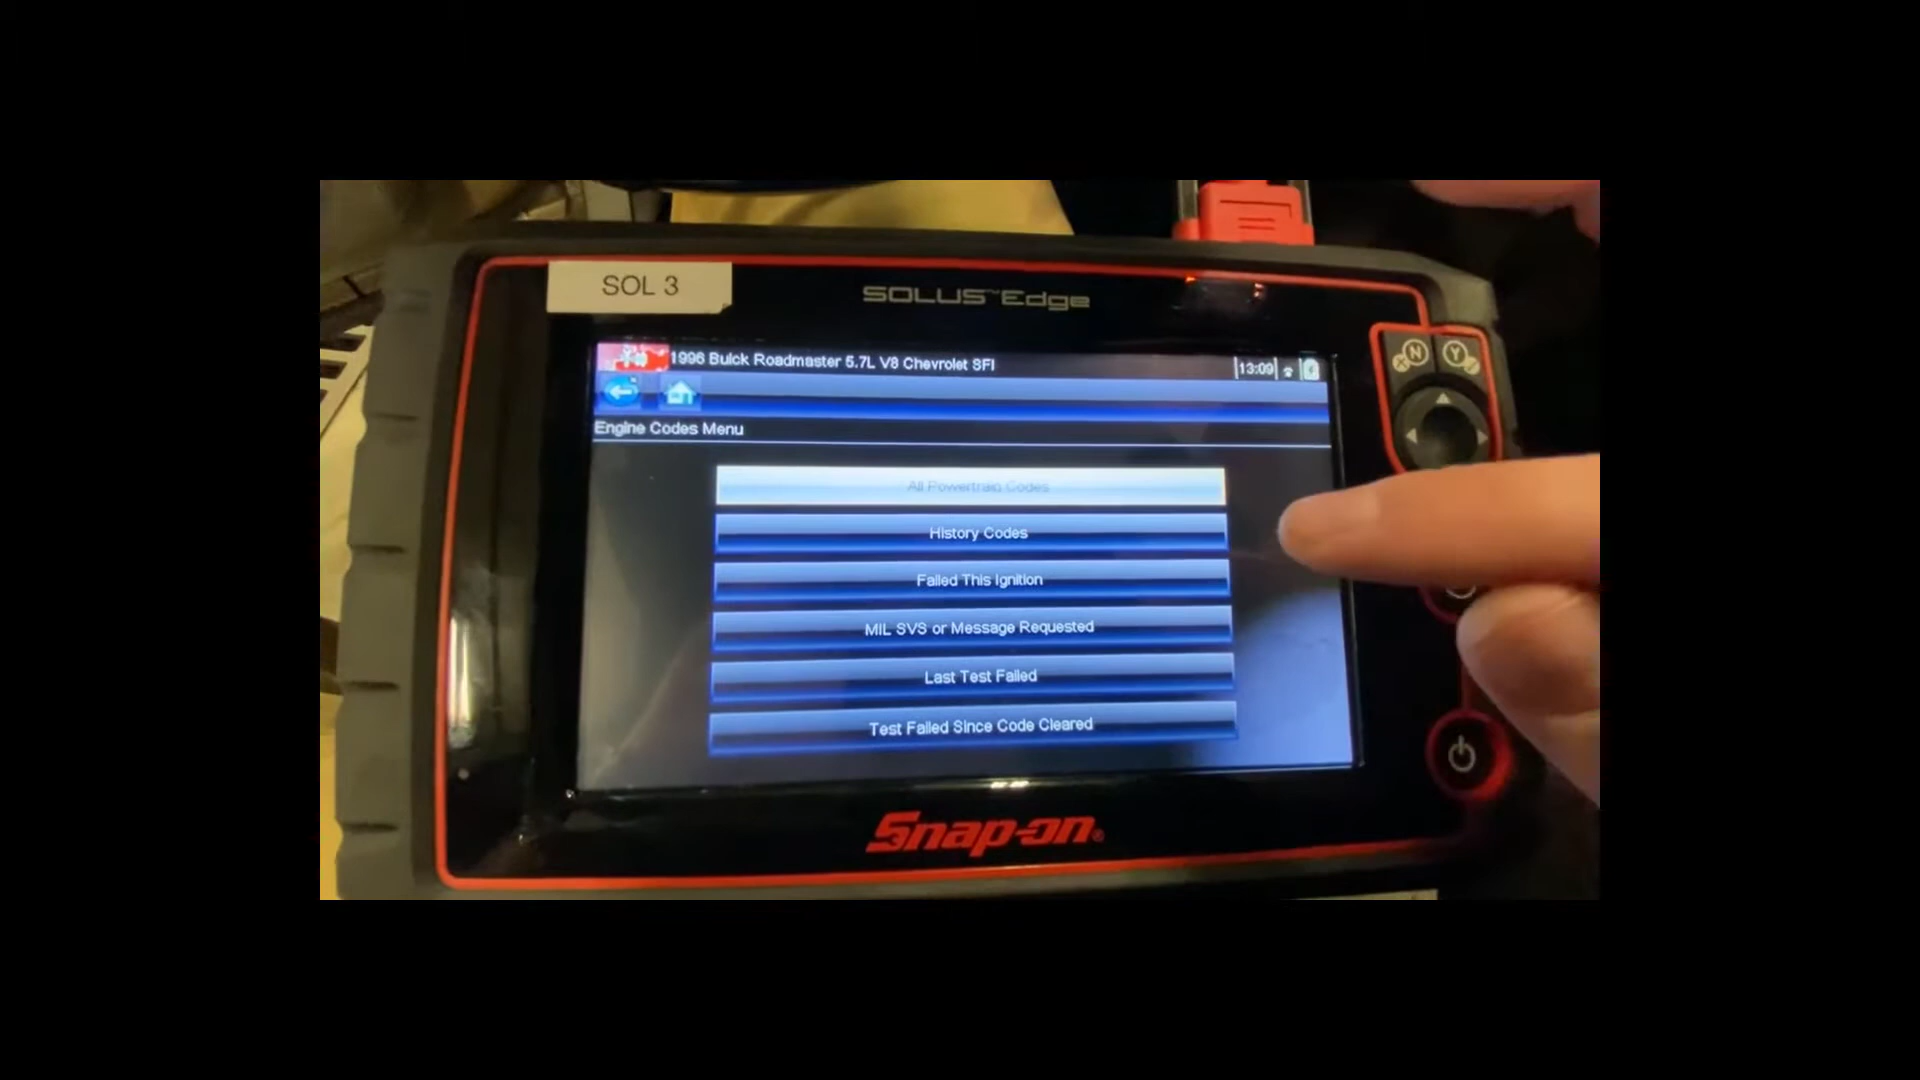 SOL 3
SOLUS™ Edge
1996 Buick Roadmaster 5.7L V8 Chevrolet SFI
13:09
N
Y
Engine Codes Menu
All Powertrain Codes
History Codes
Failed This Ignition
MIL SVS or Message Requested
Last Test Failed
Test Failed Since Code Cleared
Snap-on®